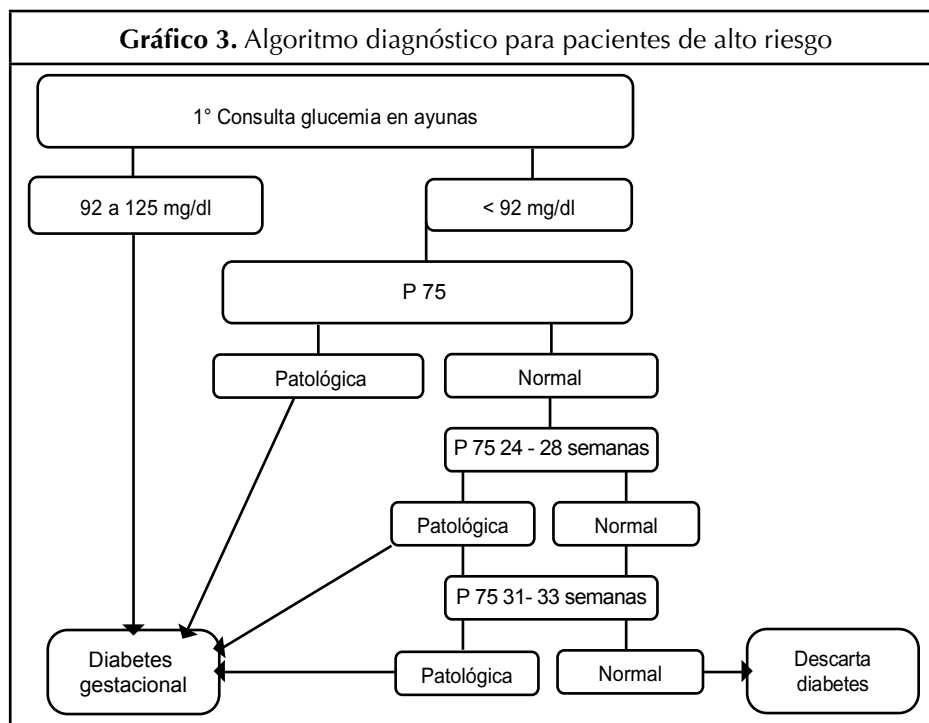 Gráfico 3. Algoritmo diagnóstico para pacientes de alto riesgo
1° Consulta glucemia en ayunas
92 a 125 mg/dl
< 92 mg/dl
P 75
Patológica
Normal
P 75 24 - 28 semanas
Patológica
Normal
P 75 31- 33 semanas
Diabetes
gestacional
Patológica
Normal
Descarta
diabetes